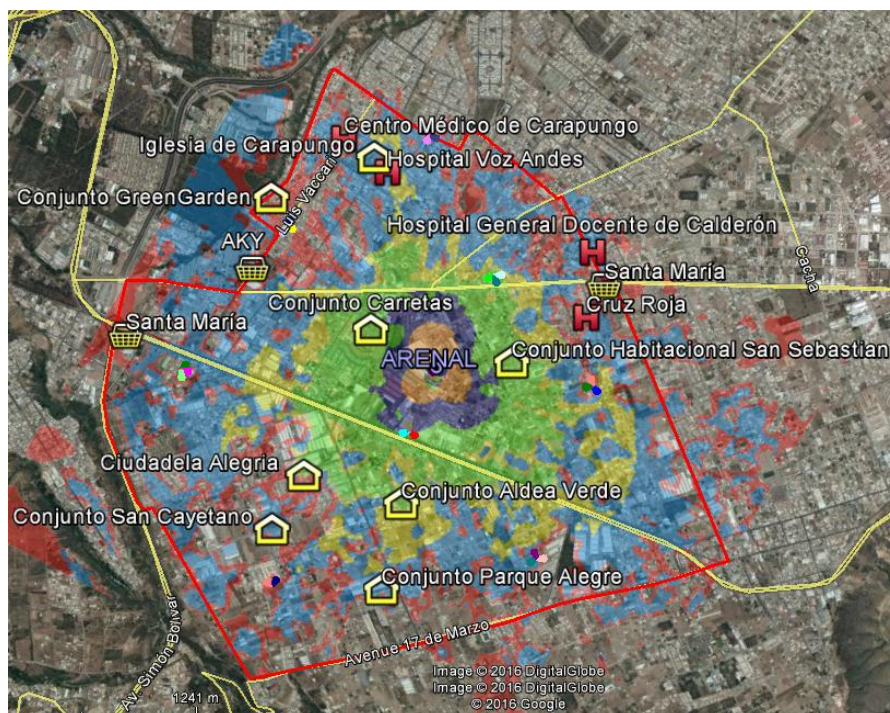 Centro Médico de Carapungo
Iglesia de Carapungo
Hospital Voz Andes
Conjunto GreenGarden
Luis Vaccari
Hospital General Docente de Calderón
AKY
Cacha
Santa María
Conjunto Carretas
Cruz Roja
Santa María
ARENAL
Conjunto Habitacional San Sebastian
Ciudadela Alegria
Conjunto Aldea Verde
Conjunto San Cayetano
Conjunto Parque Alegre
Avenue 17 de Marzo
Av. Simón Bolívar
Image © 2016 DigitalGlobe
Image © 2016 DigitalGlobe
© 2016 Google
1241 m